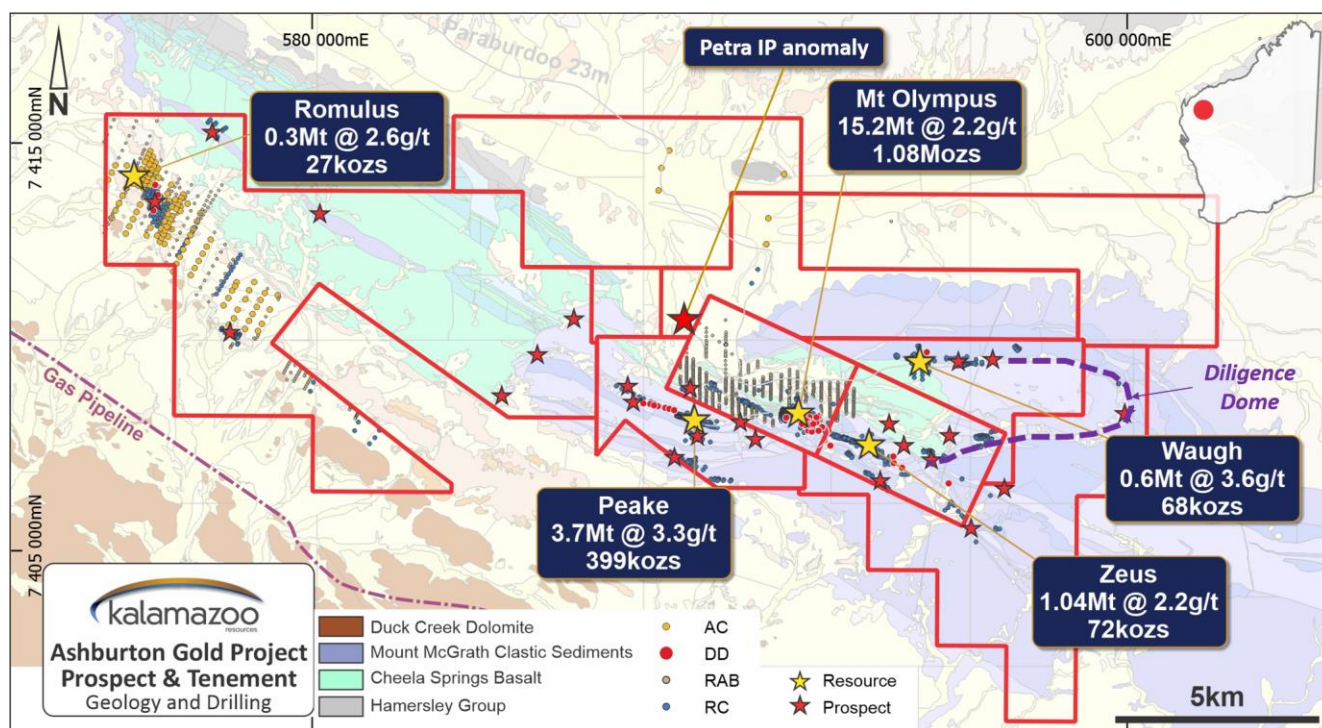 580 000mE
600 000mE
Paraburdoo 23m
Petra IP anomaly
N
7 415 000mN
Romulus
0.3Mt @ 2.6g/t
27kozs
Mt Olympus
15.2Mt @ 2.2g/t
1.08Mozs
Gas Pipeline
Diligence
Dome
Waugh
0.6Mt @ 3.6g/t
68kozs
Peake
3.7Mt @ 3.3g/t
399kozs
Zeus
1.04Mt @ 2.2g/t
72kozs
7 405 000mN
kalamazoo
resources
Ashburton Gold Project
Prospect & Tenement
Geology and Drilling
Duck Creek Dolomite
Mount McGrath Clastic Sediments
Cheela Springs Basalt
Hamersley Group
AC
DD
RAB
RC
Resource
Prospect
5km